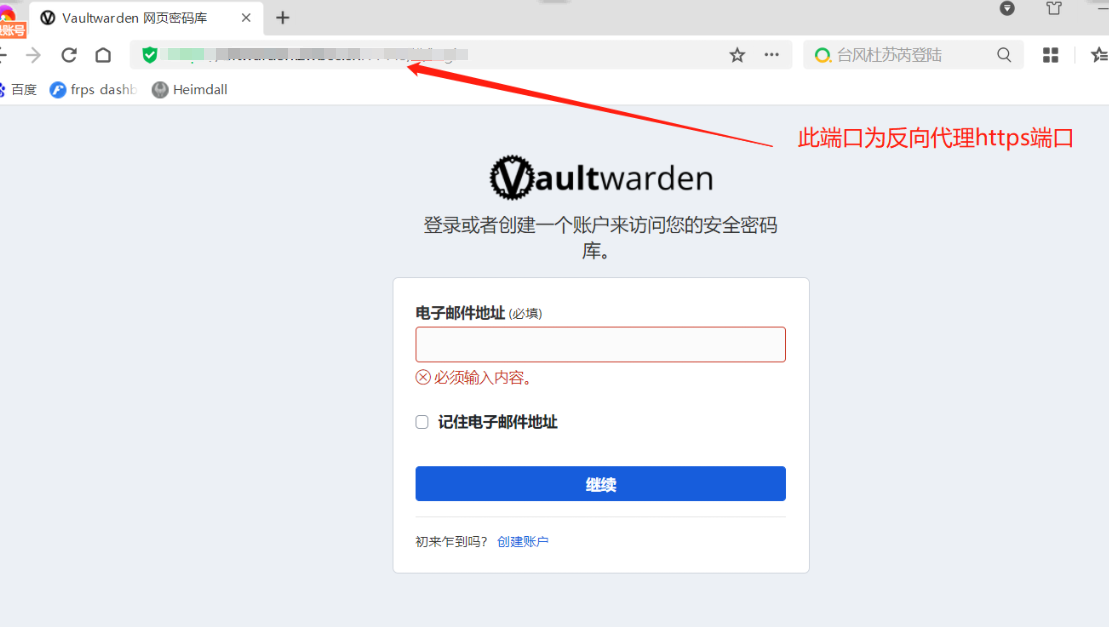 Vaultwarden 网页密码库
账号
台风杜苏芮登陆
百度
frps dashb
Heimdall
此端口为反向代理https端口
Vaultwarden
登录或者创建一个账户来访问您的安全密码
库。
电子邮件地址 (必填)
必须输入内容。
记住电子邮件地址
继续
初来乍到吗? 创建账户